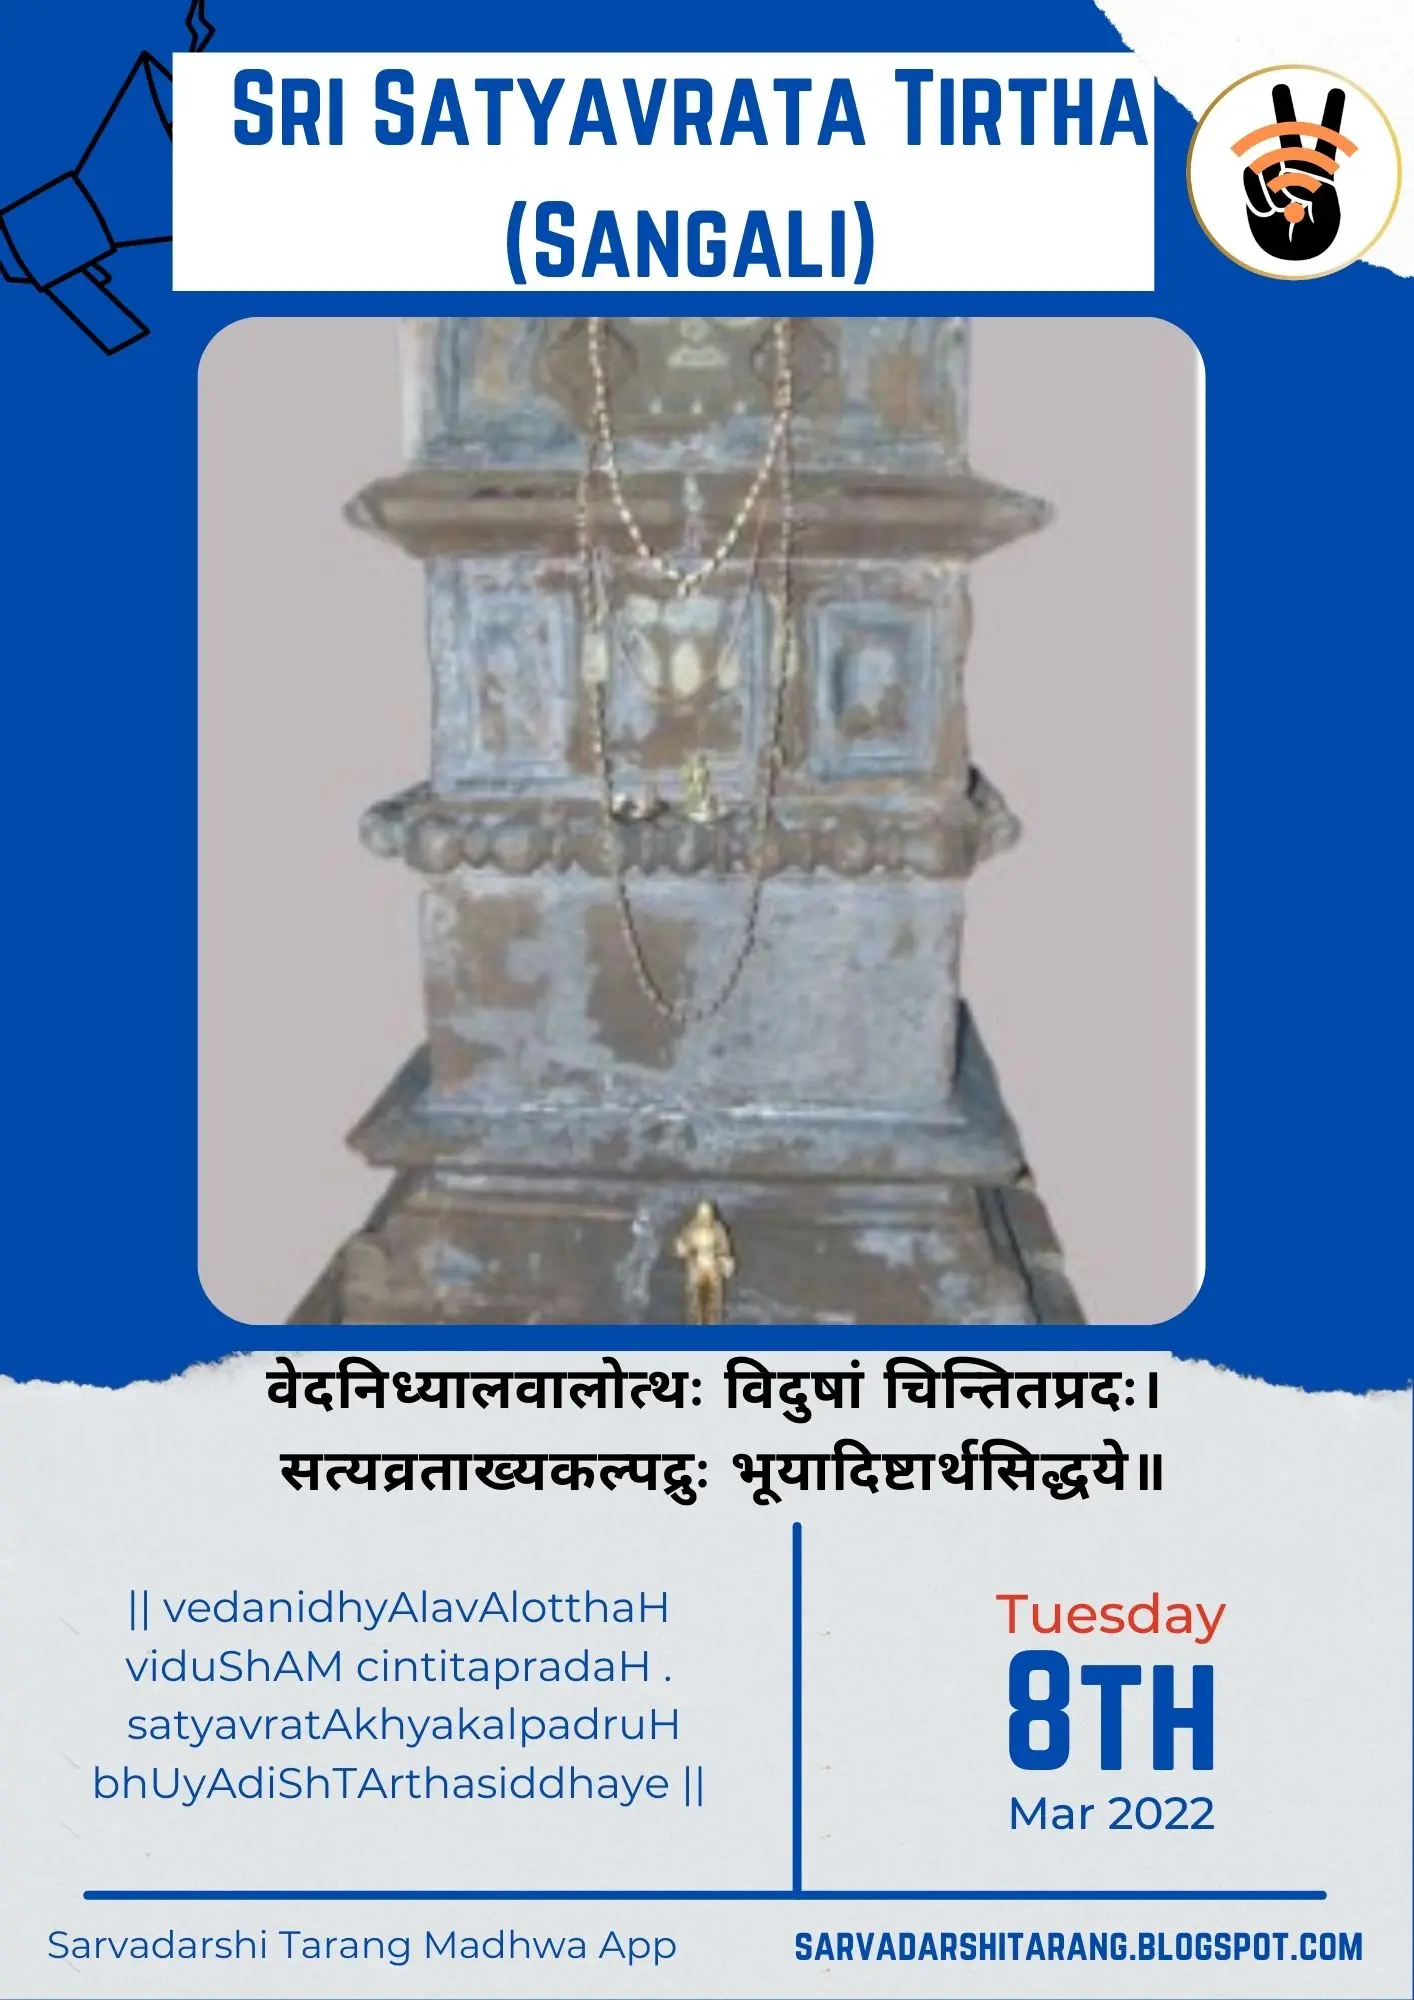 SRI SATYAVRATA TIRTHA
(SANGALI)
वेदनिध्यालवालोत्थः विदुषां चिन्तितप्रदः।
सत्यव्रताख्यकल्पद्रुः भूयादिष्टार्थसिद्धये॥
|| vedanidhyAlavAlotthaH
viduShAM cintitapradaH .
satyavratAkhyakalpadruH
bhUyAdiShTArthasiddhaye ||
Tuesday
8TH
Mar 2022
Sarvadarshi Tarang Madhwa App
SARVADARSHITARANG.BLOGSPOT.COM